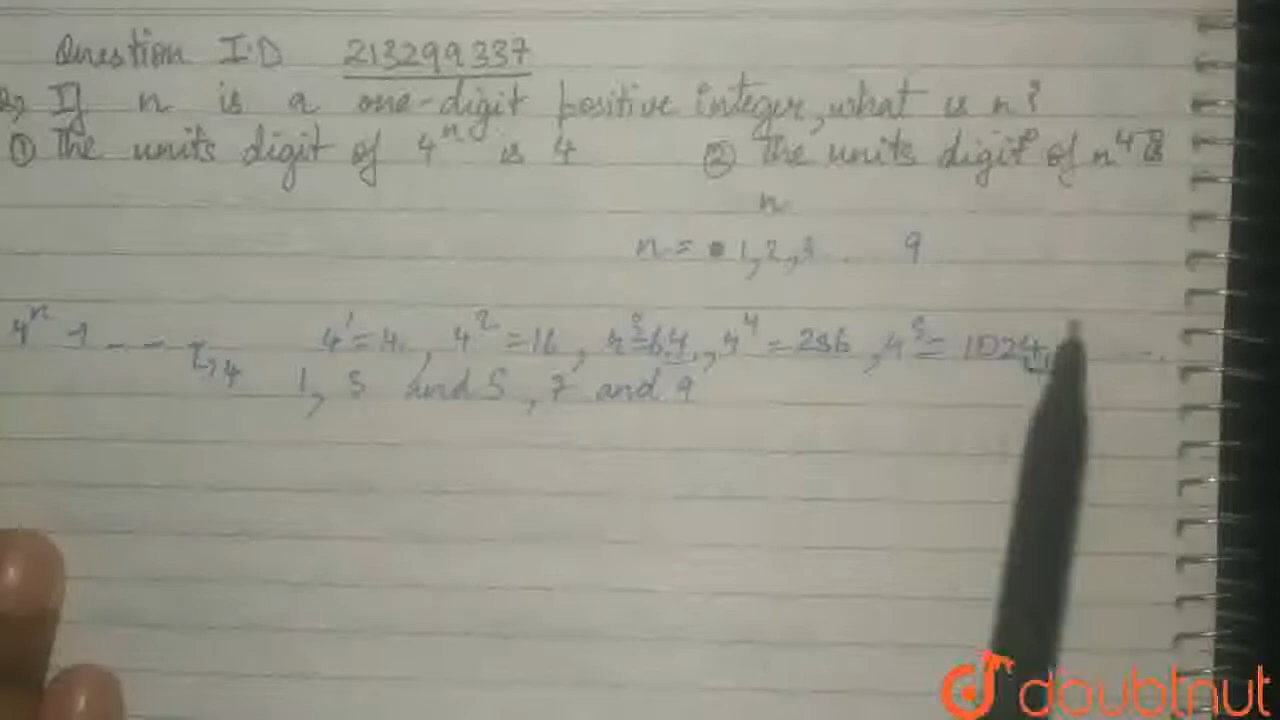 Question I.D 213299337
Q, If n is a one-digit positive integer, what is n?
① The units digit of 4ⁿ is 4 ② The units digit of n⁴ is
n
n = 1, 2, 3 .. 9
4ⁿ 4¹ = 4, 4² = 16, 4³ = 64, 4⁴ = 256, 4⁵ = 1024, ....
1, 3 and 5, 7 and 9
doubtnut